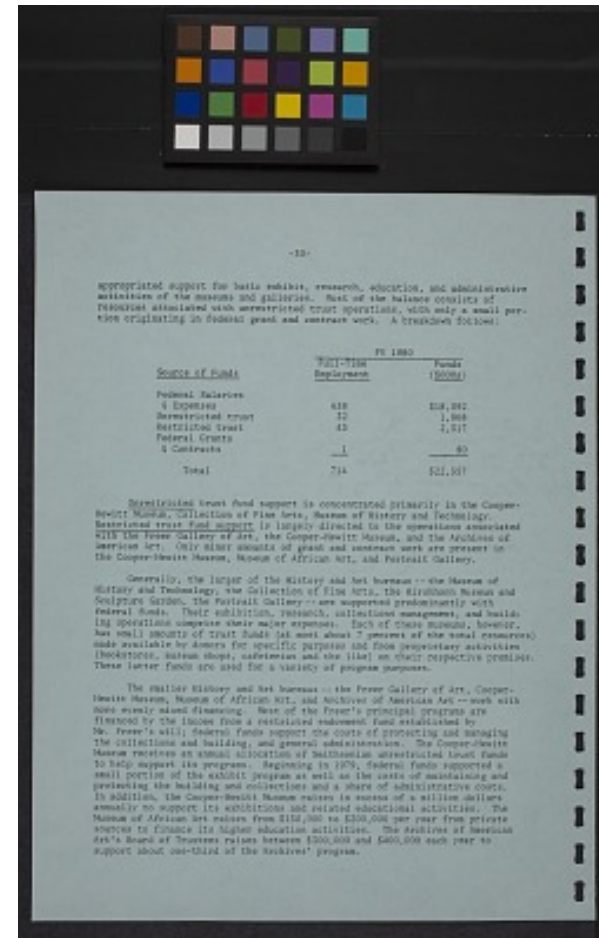 appropriated support for basic exhibit, research, education, and administrative
activities of the museums and galleries. Most of the balance consists of
resources associated with unrestricted trust operations, with only a small por-
tion originating in federal grant and contract work. A breakdown follows:
FY 1980
Full-Time Funds
Source of Funds Employment ($000s)
Federal Salaries
& Expenses 638
Unrestricted trust 32
Restricted trust 43
Federal Grants
& Contracts 1 60
Total 714
Unrestricted trust fund support is concentrated primarily in the Cooper-
Hewitt Museum, Collection of Fine Arts, Museum of History and Technology.
Restricted trust fund support is largely directed to the operations associated
with the Freer Gallery of Art, the Cooper-Hewitt Museum, and the Archives of
American Art. Only minor amounts of grant and contract work are present in
the Cooper-Hewitt Museum, Museum of African Art, and Portrait Gallery.
Generally, the larger of the History and Art bureaus -- the Museum of
History and Technology, the Collection of Fine Arts, the Hirshhorn Museum and
Sculpture Garden, the Portrait Gallery -- are supported predominantly with
federal funds. Their exhibition, research, collections management, and build-
ing operations comprise their major expenses. Each of these museums, however,
has small amounts of trust funds (at most about 7 percent of the total resources)
made available by donors for specific purposes and from proprietary activities
(bookstores, museum shops, cafeterias and the like) on their respective premises.
These latter funds are used for a variety of program purposes.
The smaller History and Art bureaus -- the Freer Gallery of Art, Cooper-
Hewitt Museum, Museum of African Art, and Archives of American Art -- work with
more evenly mixed financing. Most of the Freer's principal programs are
financed by the income from a restricted endowment fund established by
Mr. Freer's will; federal funds support the costs of protecting and managing
the collections and building, and general administration. The Cooper-Hewitt
Museum receives an annual allocation of Smithsonian unrestricted trust funds
to help support its programs. Beginning in 1979, federal funds supported a
small portion of the exhibit program as well as the costs of maintaining and
protecting the building and collections and a share of administrative costs.
In addition, the Cooper-Hewitt Museum raises in excess of a million dollars
annually to support its exhibitions and related educational activities. The
Museum of African Art raises from $150,000 to $200,000 per year from private
sources to finance its higher education activities. The Archives of American
Art's Board of Trustees raises between $300,000 and $400,000 each year to
support about one-third of the Archives' program.